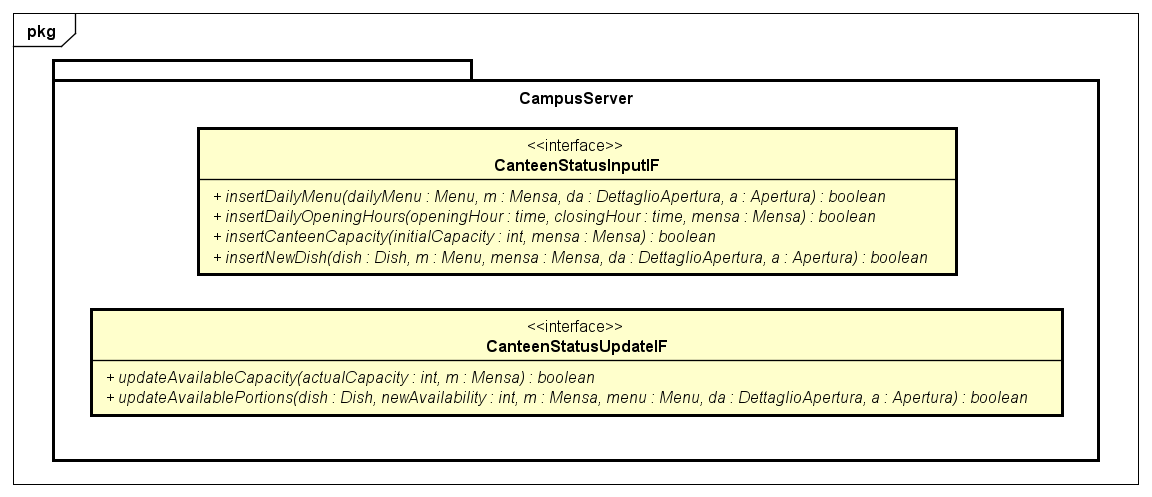 pkg
CampusServer
<<interface>>
CanteenStatusInputIF
+ insertDailyMenu(dailyMenu : Menu, m : Mensa, da : DettaglioApertura, a : Apertura) : boolean
+ insertDailyOpeningHours(openingHour : time, closingHour : time, mensa : Mensa) : boolean
+ insertCanteenCapacity(initialCapacity : int, mensa : Mensa) : boolean
+ insertNewDish(dish : Dish, m : Menu, mensa : Mensa, da : DettaglioApertura, a : Apertura) : boolean
<<interface>>
CanteenStatusUpdateIF
+ updateAvailableCapacity(actualCapacity : int, m : Mensa) : boolean
+ updateAvailablePortions(dish : Dish, newAvailability : int, m : Mensa, menu : Menu, da : DettaglioApertura, a : Apertura) : boolean